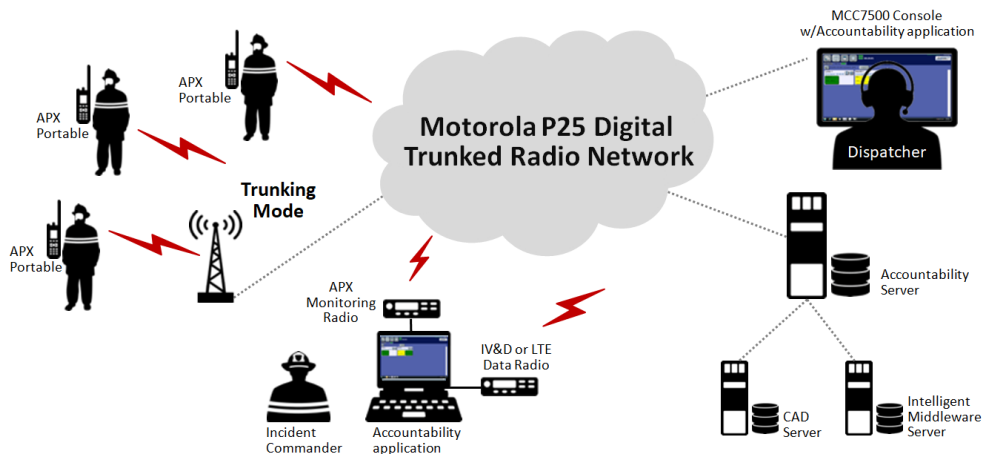 MCC7500 Console
w/Accountability application
APX
Portable
APX
Portable
Motorola P25 Digital
Trunked Radio Network
Dispatcher
Trunking
Mode
APX
Portable
APX
Monitoring
Radio
Accountability
Server
IV&D or LTE
Data Radio
Incident
Commander
Accountability
application
CAD
Server
Intelligent
Middleware
Server